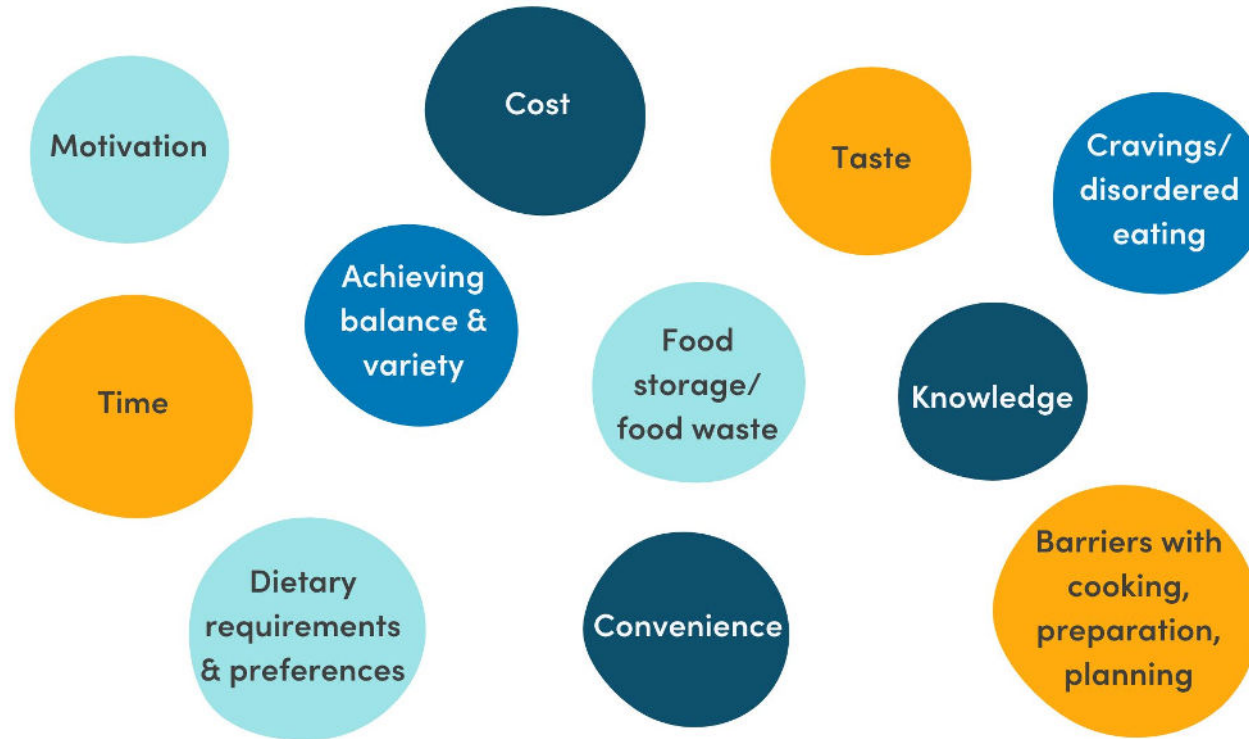 Motivation
Cost
Taste
Cravings/
disordered
eating
Achieving
balance &
variety
Time
Food
storage/
food waste
Knowledge
Dietary
requirements
& preferences
Convenience
Barriers with
cooking,
preparation,
planning